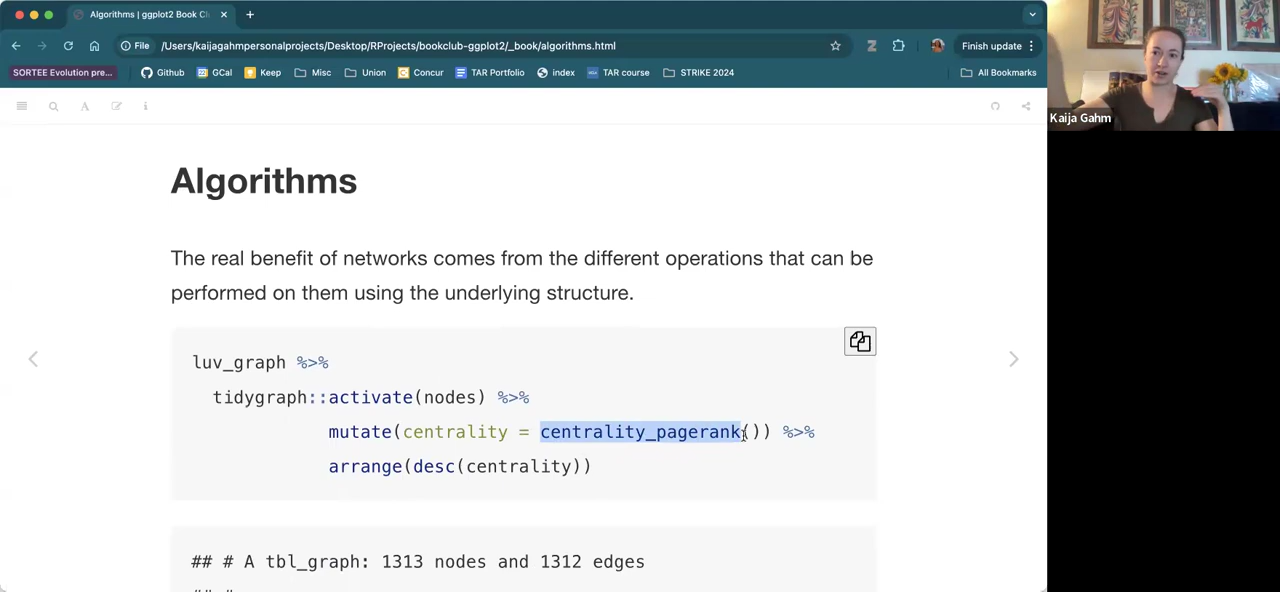 Algorithms | ggplot2 Book Cl
File /Users/kaijagahmpersonalprojects/Desktop/RProjects/bookclub-ggplot2/_book/algorithms.html Finish update
SORTEE Evolution pre... Github GCal Keep Misc Union Concur TAR Portfolio index TAR course STRIKE 2024 All Bookmarks
Kaija Gahm
Algorithms
The real benefit of networks comes from the different operations that can be
performed on them using the underlying structure.
luv_graph %>%
tidygraph::activate(nodes) %>%
mutate(centrality = centrality_pagerank()) %>%
arrange(desc(centrality))
## # A tbl_graph: 1313 nodes and 1312 edges